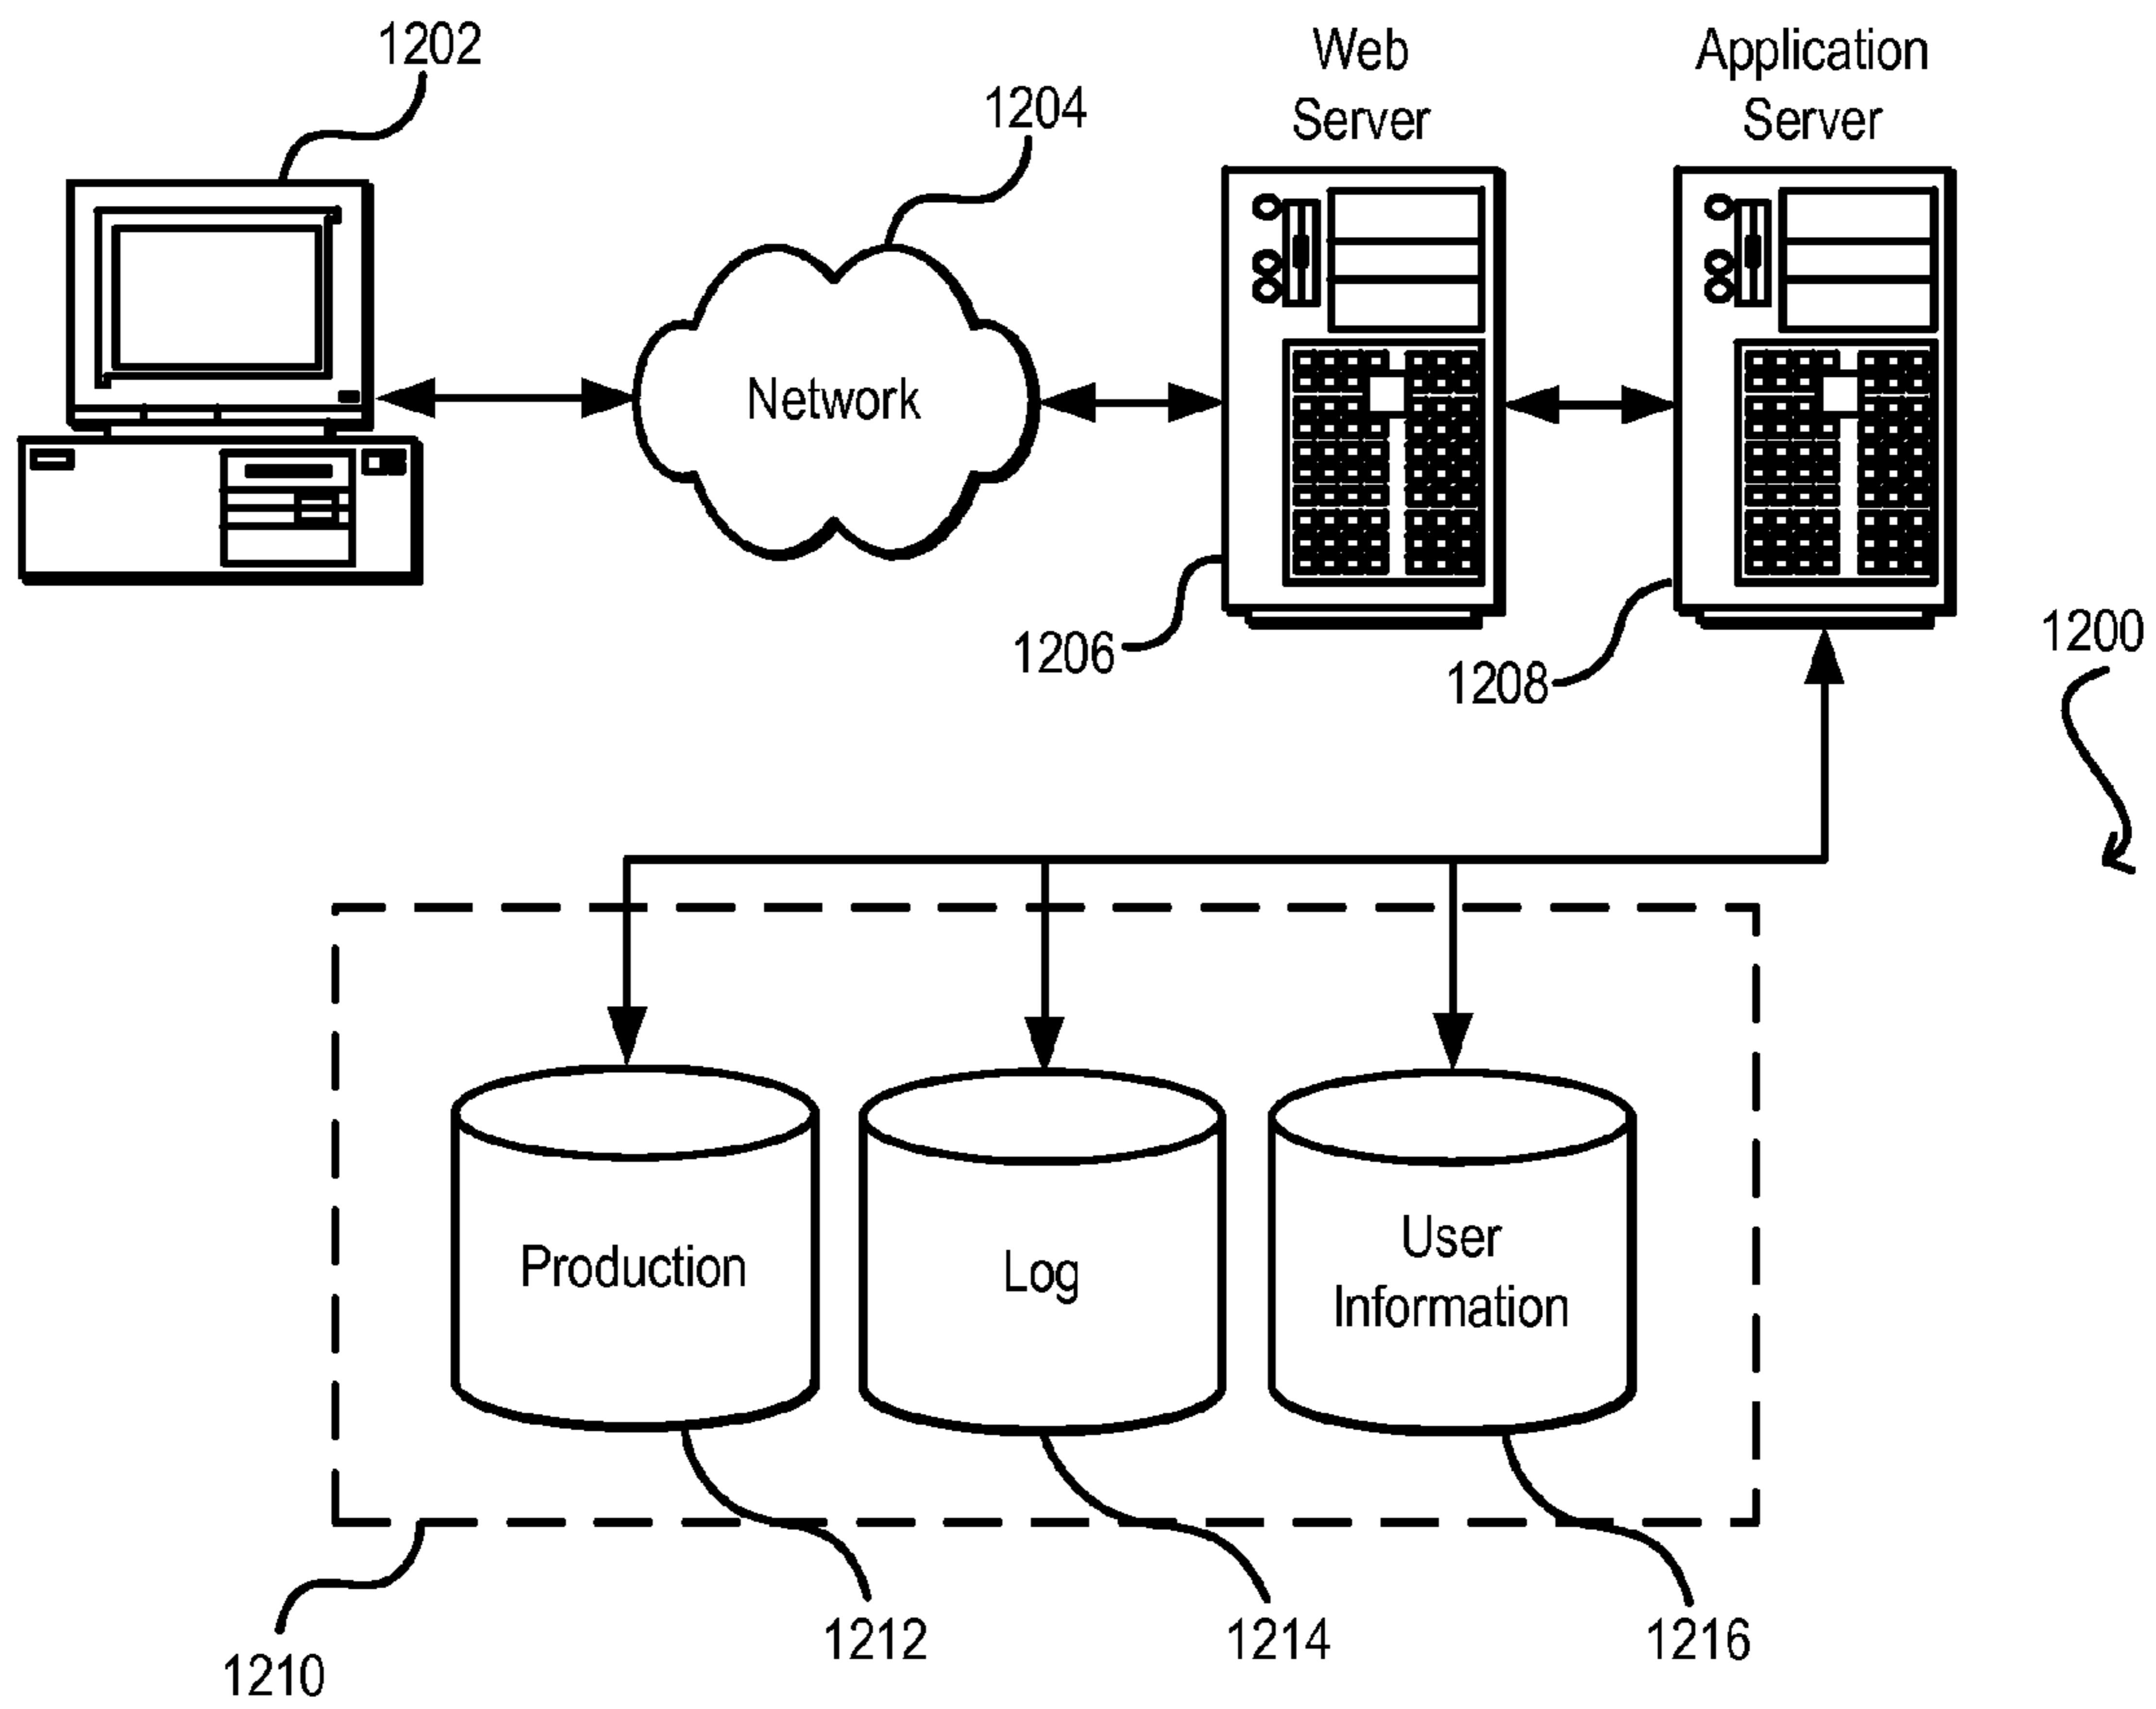 1202
1204
Web
Server
Application
Server
Network
1206
1208
1200
Production
Log
User
Information
1210
1212
1214
1216